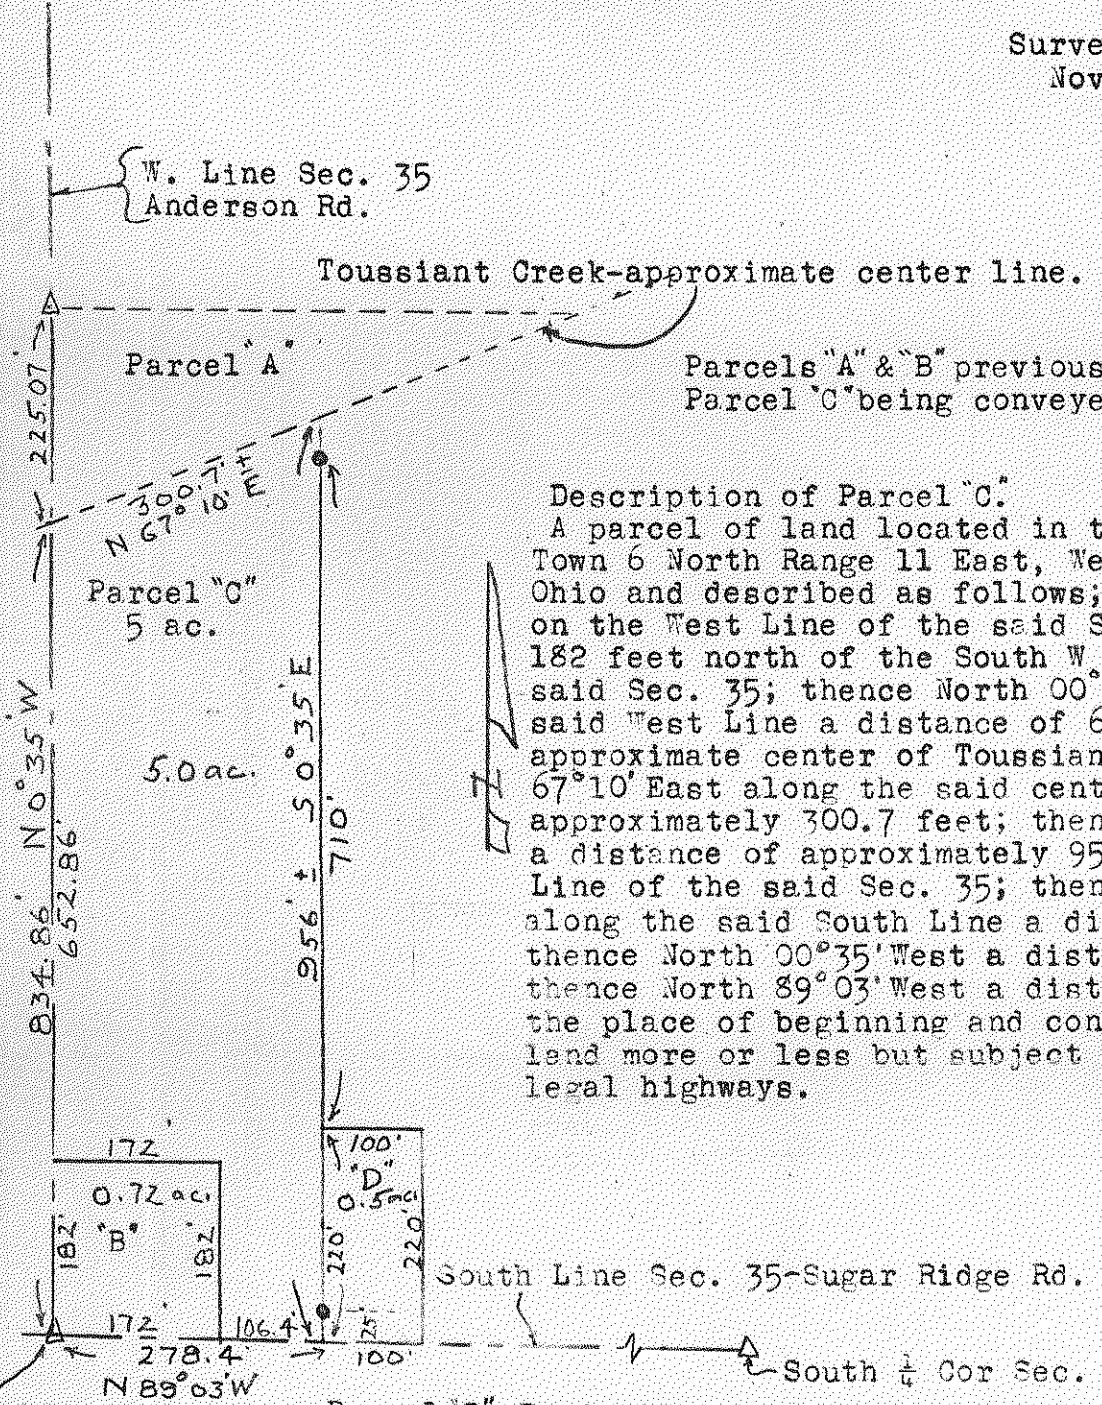 Surve
Nov
W. Line Sec. 35
Anderson Rd.
Toussiant Creek-approximate center line.
Parcel "A"
225.07'
Parcels "A" & "B" previous
Parcel "C" being conveye
300.7' ±
N 67° 10' E
Parcel "C"
5 ac.
5.0 ac.
N 0° 35' W
834.86'
652.86'
S 0° 35' E
956' ±
710'
Description of Parcel "C".
A parcel of land located in t
Town 6 North Range 11 East, We
Ohio and described as follows;
on the West Line of the said S
182 feet north of the South W.
said Sec. 35; thence North 00°
said West Line a distance of 6
approximate center of Toussian
67°10' East along the said cent
approximately 300.7 feet; then
a distance of approximately 95
Line of the said Sec. 35; then
along the said South Line a di
thence North 00°35' West a dist
thence North 89°03' West a dist
the place of beginning and con
land more or less but subject
legal highways.
172'
0.72 ac.
"B"
182'
182'
100'
"D"
0.5 ac
220'
220'
South Line Sec. 35-Sugar Ridge Rd.
172'
106.4'
25'
278.4'
100'
N 89° 03' W
South ¼ Cor Sec.